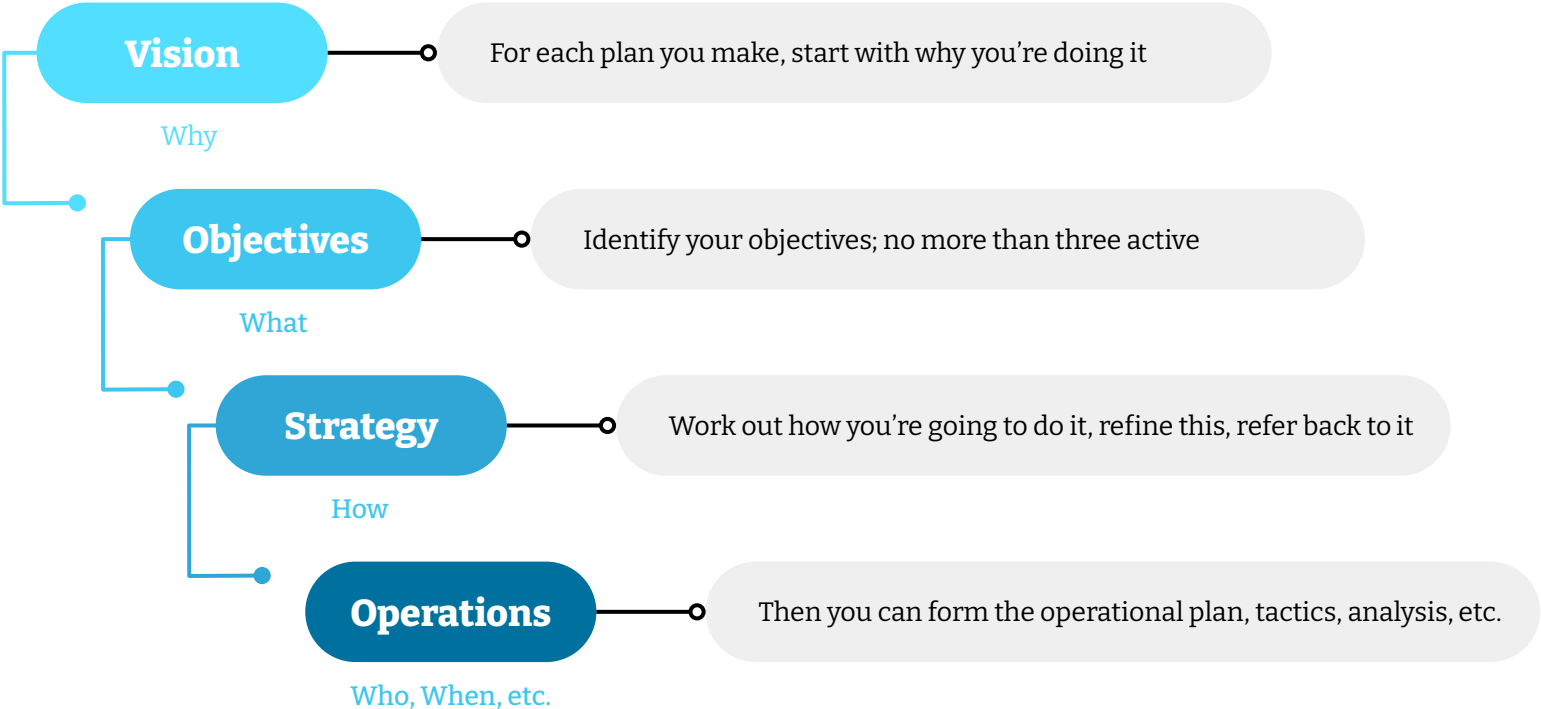 Vision
For each plan you make, start with why you’re doing it
Why
Objectives
Identify your objectives; no more than three active
What
Strategy
Work out how you’re going to do it, refine this, refer back to it
How
Operations
Then you can form the operational plan, tactics, analysis, etc.
Who, When, etc.